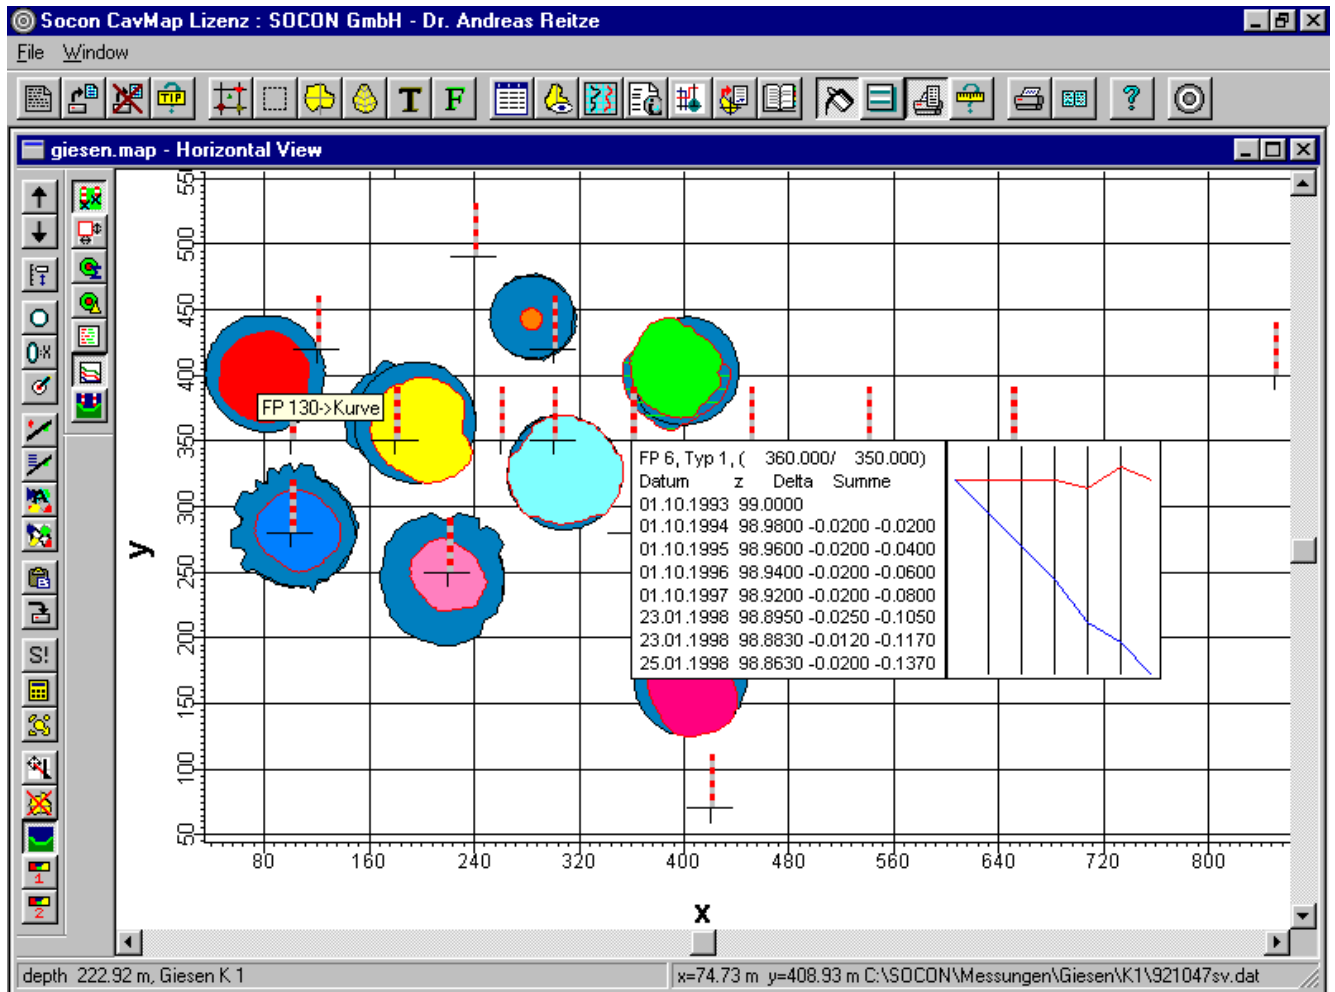 Socon CavMap Lizenz : SOCON GmbH - Dr. Andreas Reitze
File Window
TIP T F ?
giesen.map - Horizontal View
550
500
450
400
350
300
250
200
150
100
50
y
FP 130->Kurve
FP 6, Typ 1, ( 360.000/ 350.000)
Datum z Delta Summe
01.10.1993 99.0000
01.10.1994 98.9800 -0.0200 -0.0200
01.10.1995 98.9600 -0.0200 -0.0400
01.10.1996 98.9400 -0.0200 -0.0600
01.10.1997 98.9200 -0.0200 -0.0800
23.01.1998 98.8950 -0.0250 -0.1050
23.01.1998 98.8830 -0.0120 -0.1170
25.01.1998 98.8630 -0.0200 -0.1370
S!
1
2
80 160 240 320 400 480 560 640 720 800
x
depth 222.92 m, Giesen K 1
x=74.73 m y=408.93 m C:\SOCON\Messungen\Giesen\K1\921047sv.dat